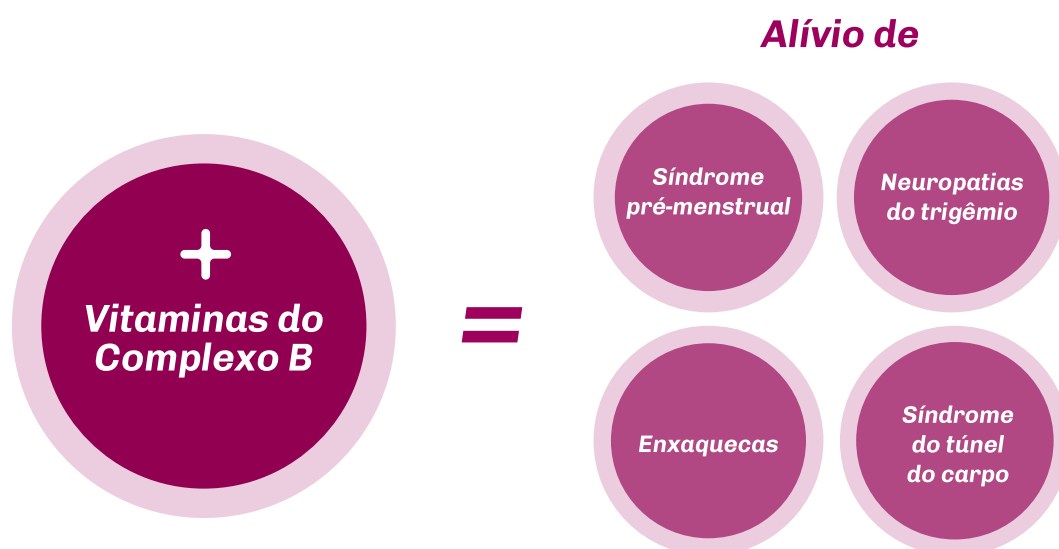 Alívio de
Síndrome
pré-menstrual
Neuropatias
do trigêmio
+
Vitaminas do
Complexo B
=
Enxaquecas
Síndrome
do túnel
do carpo